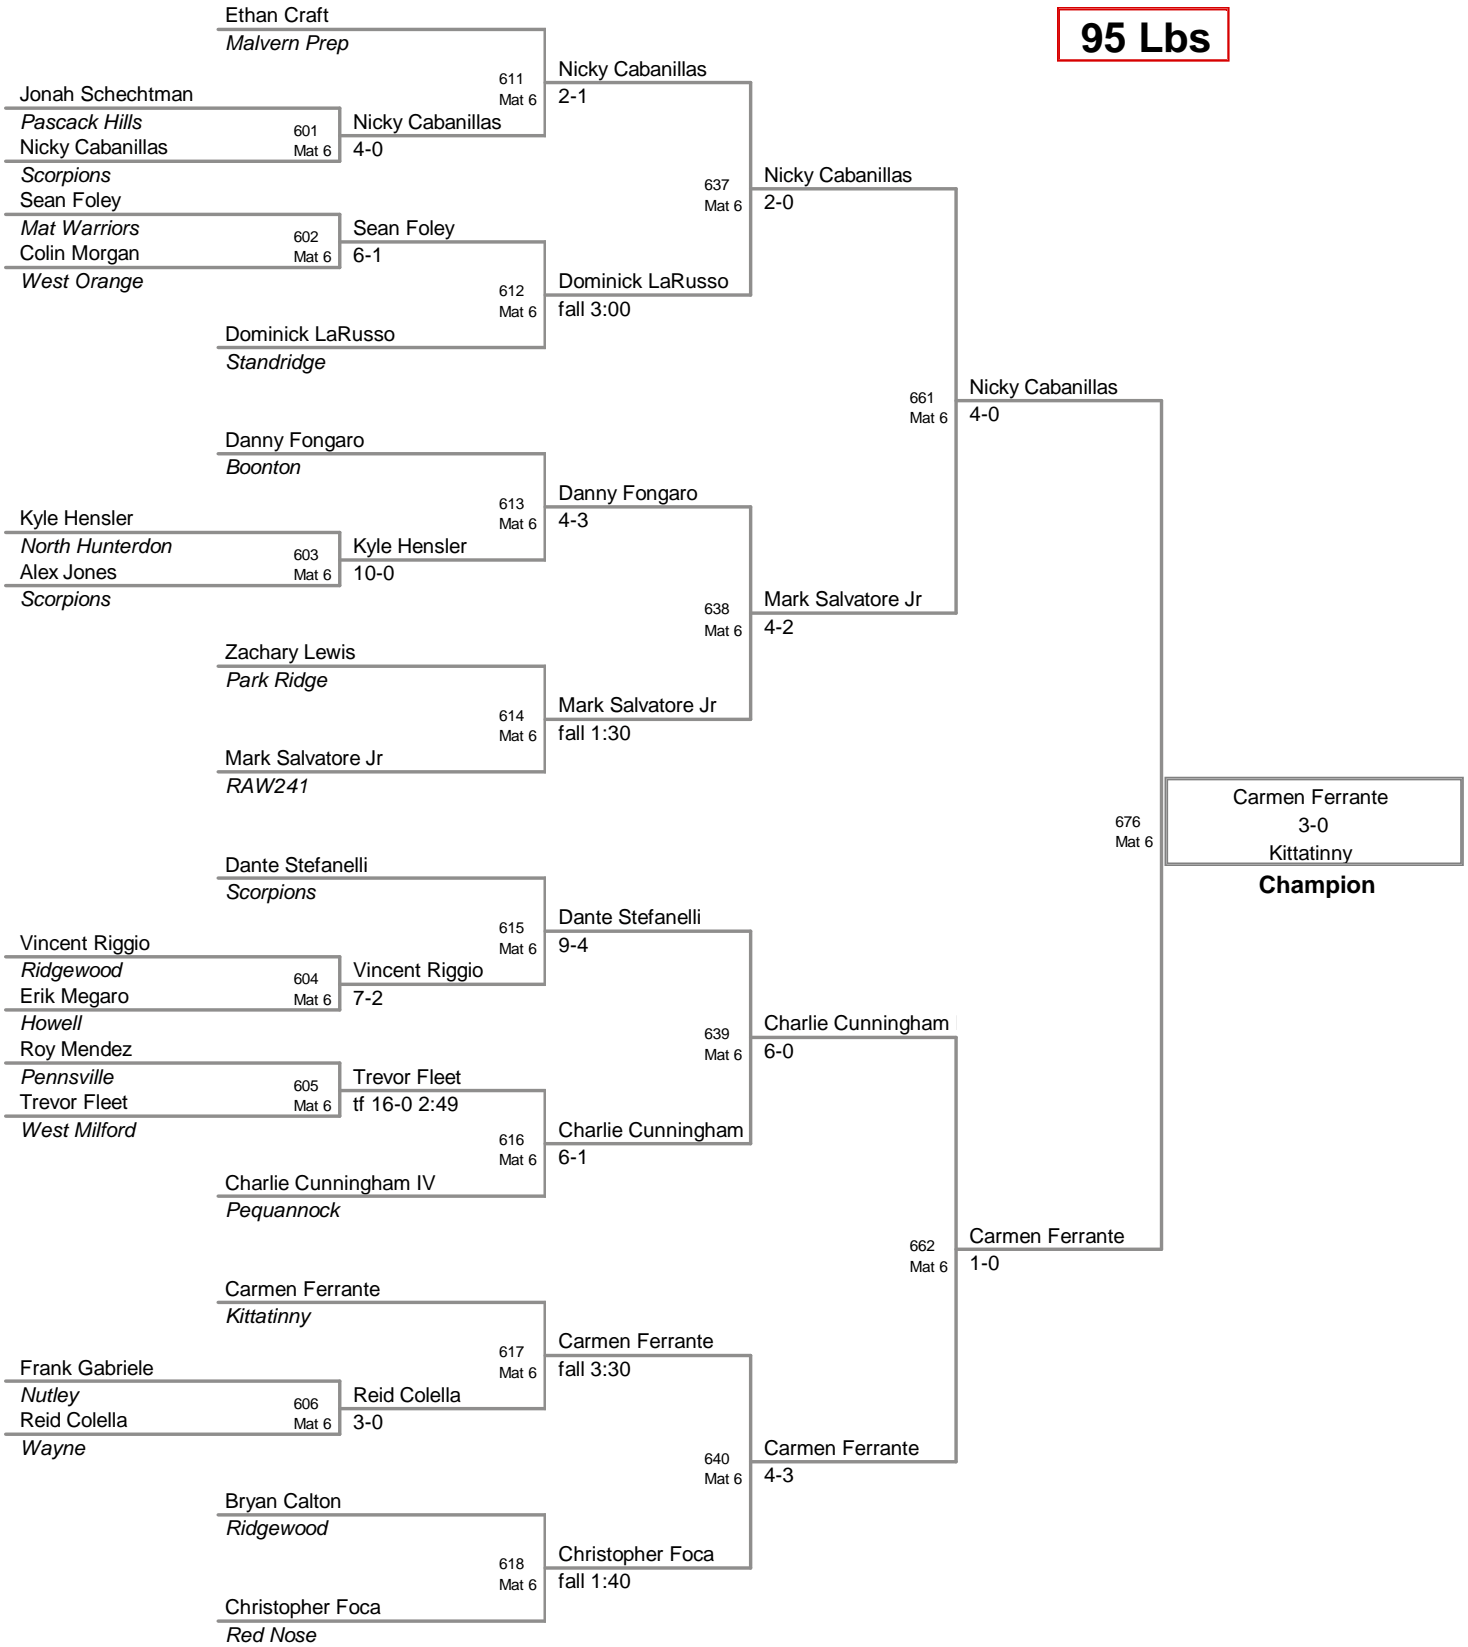 Ethan Craft
Malvern Prep
95 Lbs
611
Mat 6
Nicky Cabanillas
2-1
Jonah Schechtman
Pascack Hills
601
Mat 6
Nicky Cabanillas
4-0
Nicky Cabanillas
Scorpions
637
Mat 6
Nicky Cabanillas
2-0
Sean Foley
Mat Warriors
602
Mat 6
Sean Foley
6-1
Colin Morgan
West Orange
612
Mat 6
Dominick LaRusso
fall 3:00
Dominick LaRusso
Standridge
661
Mat 6
Nicky Cabanillas
4-0
Danny Fongaro
Boonton
613
Mat 6
Danny Fongaro
4-3
Kyle Hensler
North Hunterdon
603
Mat 6
Kyle Hensler
10-0
Alex Jones
Scorpions
638
Mat 6
Mark Salvatore Jr
4-2
Zachary Lewis
Park Ridge
614
Mat 6
Mark Salvatore Jr
fall 1:30
Mark Salvatore Jr
RAW241
676
Mat 6
Carmen Ferrante
3-0
Kittatinny
Champion
Dante Stefanelli
Scorpions
615
Mat 6
Dante Stefanelli
9-4
Vincent Riggio
Ridgewood
604
Mat 6
Vincent Riggio
7-2
Erik Megaro
Howell
639
Mat 6
Charlie Cunningham
6-0
Roy Mendez
Pennsville
605
Mat 6
Trevor Fleet
tf 16-0 2:49
Trevor Fleet
West Milford
616
Mat 6
Charlie Cunningham
6-1
Charlie Cunningham IV
Pequannock
662
Mat 6
Carmen Ferrante
1-0
Carmen Ferrante
Kittatinny
617
Mat 6
Carmen Ferrante
fall 3:30
Frank Gabriele
Nutley
606
Mat 6
Reid Colella
3-0
Reid Colella
Wayne
640
Mat 6
Carmen Ferrante
4-3
Bryan Calton
Ridgewood
618
Mat 6
Christopher Foca
fall 1:40
Christopher Foca
Red Nose